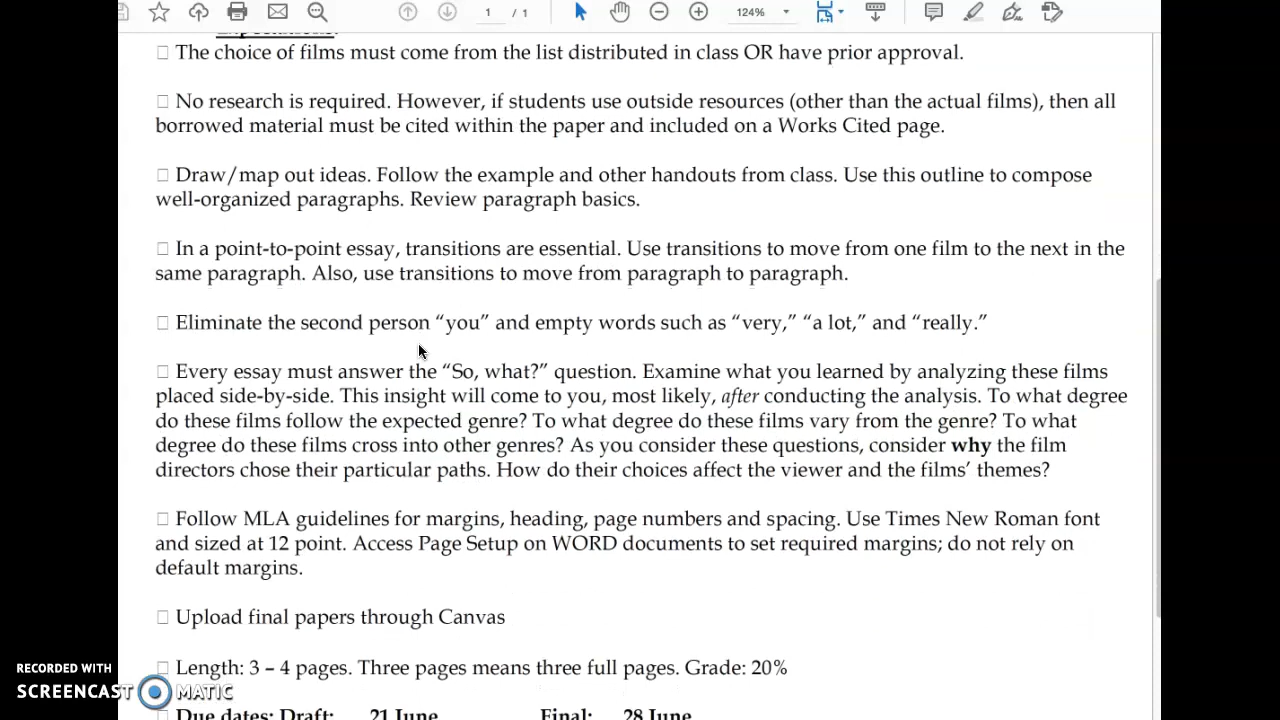 1 / 1 124%
Expectations:
☐ The choice of films must come from the list distributed in class OR have prior approval.
☐ No research is required. However, if students use outside resources (other than the actual films), then all
borrowed material must be cited within the paper and included on a Works Cited page.
☐ Draw/map out ideas. Follow the example and other handouts from class. Use this outline to compose
well-organized paragraphs. Review paragraph basics.
☐ In a point-to-point essay, transitions are essential. Use transitions to move from one film to the next in the
same paragraph. Also, use transitions to move from paragraph to paragraph.
☐ Eliminate the second person “you” and empty words such as “very,” “a lot,” and “really.”
☐ Every essay must answer the “So, what?” question. Examine what you learned by analyzing these films
placed side-by-side. This insight will come to you, most likely, after conducting the analysis. To what degree
do these films follow the expected genre? To what degree do these films vary from the genre? To what
degree do these films cross into other genres? As you consider these questions, consider why the film
directors chose their particular paths. How do their choices affect the viewer and the films’ themes?
☐ Follow MLA guidelines for margins, heading, page numbers and spacing. Use Times New Roman font
and sized at 12 point. Access Page Setup on WORD documents to set required margins; do not rely on
default margins.
☐ Upload final papers through Canvas
☐ Length: 3 – 4 pages. Three pages means three full pages. Grade: 20%
☐ Due dates: Draft: 21 June Final: 28 June
RECORDED WITH
SCREENCAST MATIC